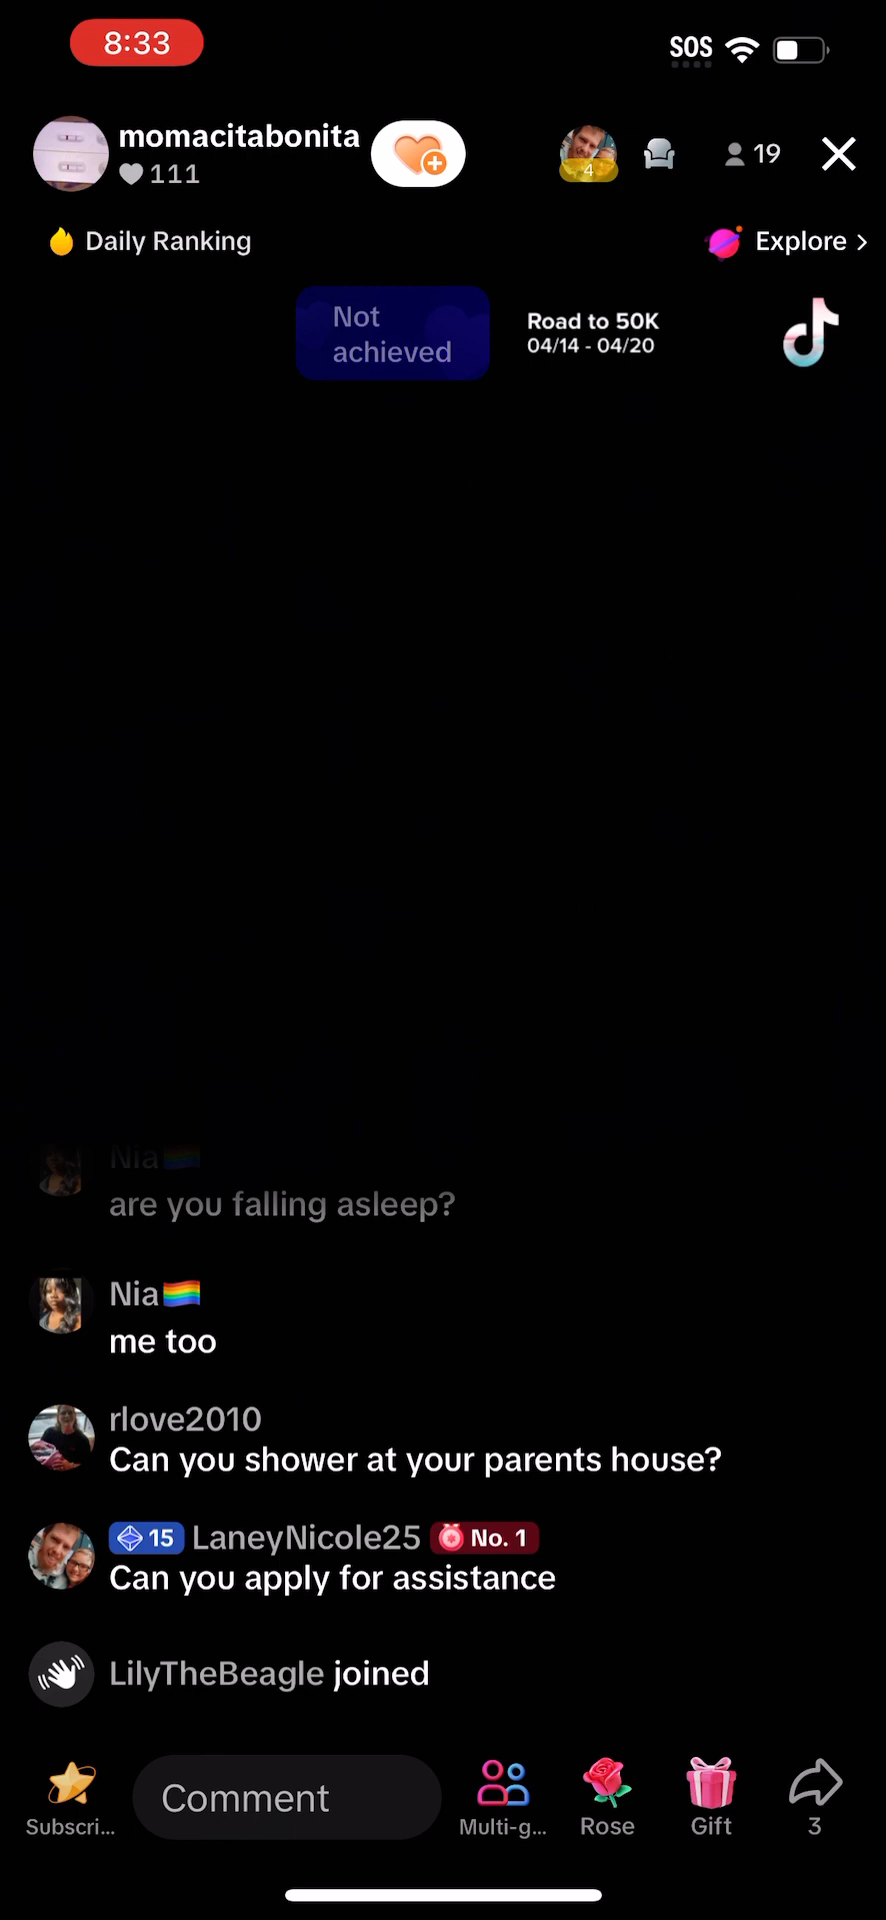 8:33
SOS
momacitabonita
111
4
19
Daily Ranking
Explore >
Not
achieved
Road to 50K
04/14 - 04/20
Nia🏳️‍🌈
are you falling asleep?
Nia🏳️‍🌈
me too
rlove2010
Can you shower at your parents house?
15 LaneyNicole25 No. 1
Can you apply for assistance
LilyTheBeagle joined
Comment
Subscri...
Multi-g...
Rose
Gift
3